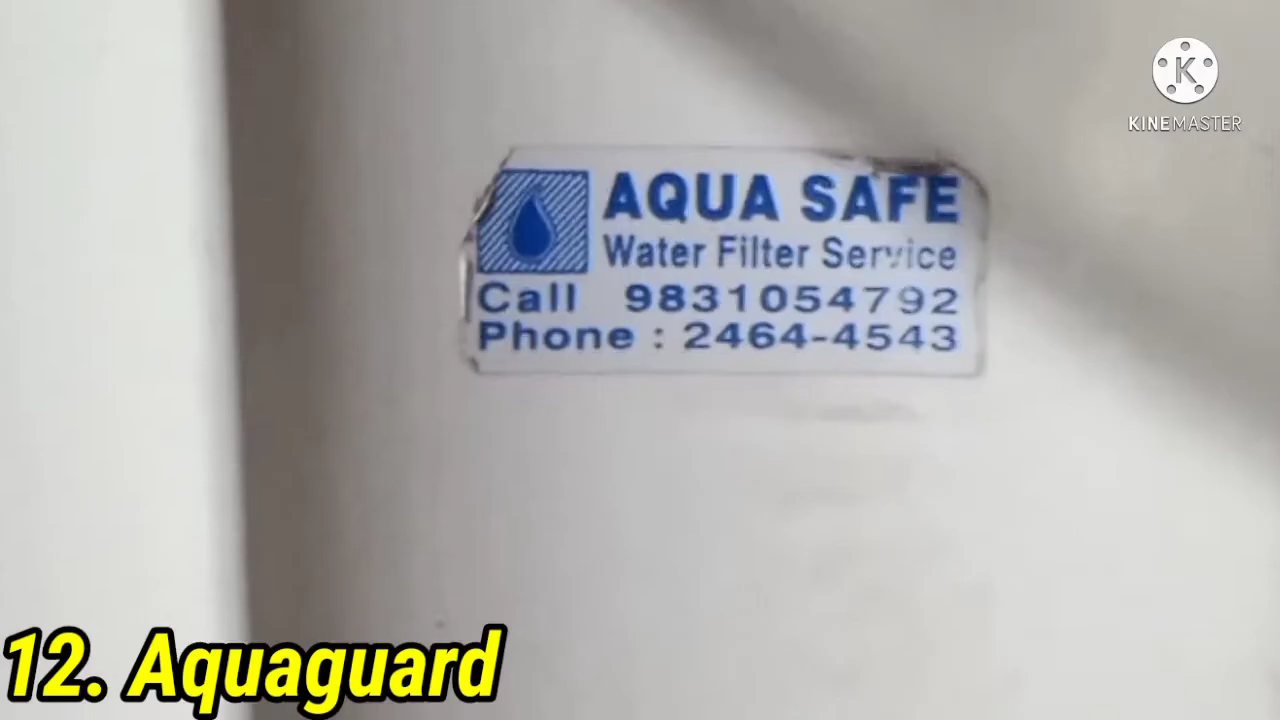 K
KINEMASTER
AQUA SAFE
Water Filter Service
Call 9831054792
Phone : 2464-4543
12. Aquaguard